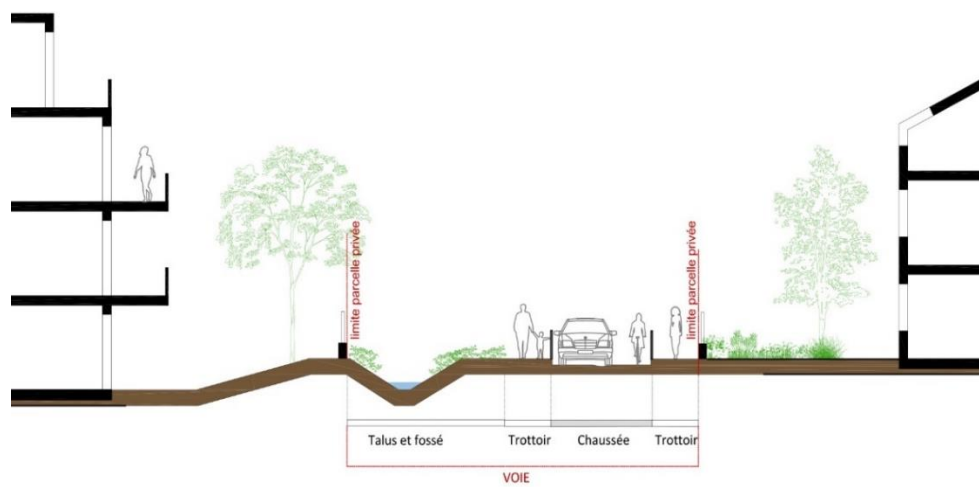 limite parcelle privée
limite parcelle privée
Talus et fossé
Trottoir
Chaussée
Trottoir
VOIE